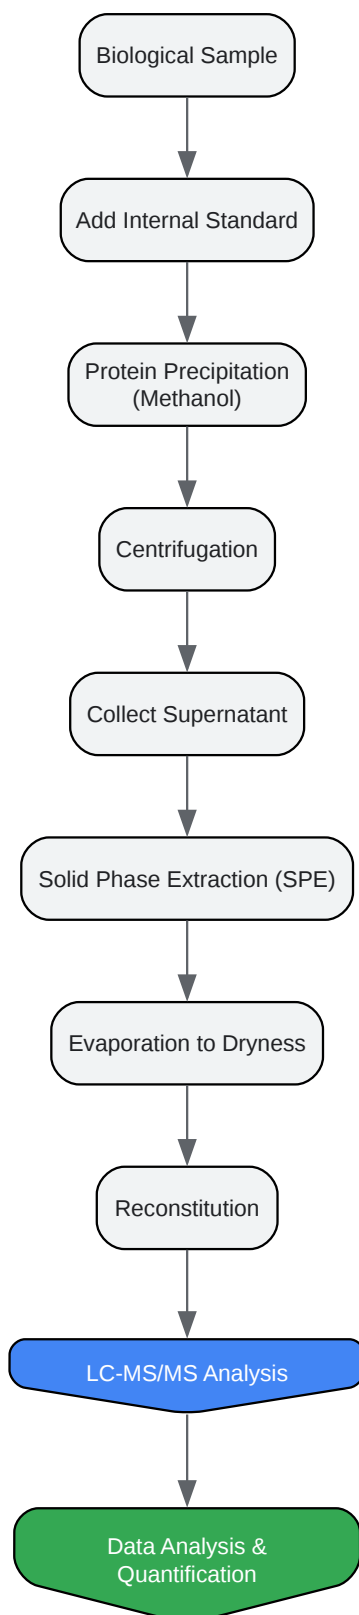 Biological Sample
Add Internal Standard
Protein Precipitation
(Methanol)
Centrifugation
Collect Supernatant
Solid Phase Extraction (SPE)
Evaporation to Dryness
Reconstitution
LC-MS/MS Analysis
Data Analysis &
Quantification